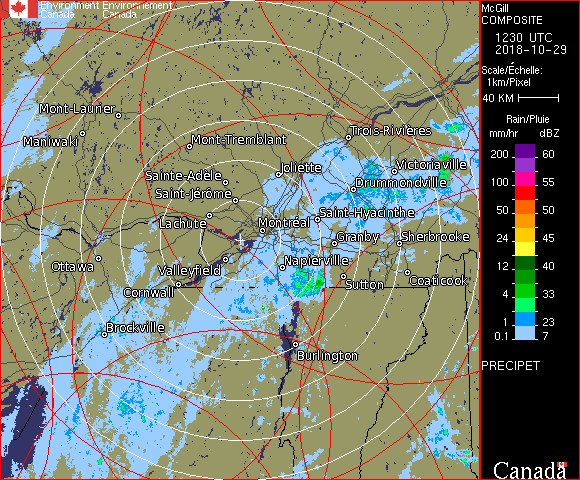 Environment Environnement
Canada Canada
Mont-Laurier
Maniwaki
Mont-Tremblant
Trois-Rivières
Sainte-Adèle
Joliette
Victoriaville
Saint-Jérôme
Drummondville
Lachute
Saint-Hyacinthe
Montréal
Granby
Sherbrooke
Ottawa
Valleyfield
Napierville
Cornwall
Sutton
Coaticook
Brockville
Burlington
McGill
COMPOSITE
1230 UTC
2018-10-29
Scale/Échelle:
1km/Pixel
40 KM
Rain/Pluie
mm/hr dBZ
200 60
100 55
50 50
24 45
12 40
4 33
1 23
0.1 7
PRECIPET
Canada